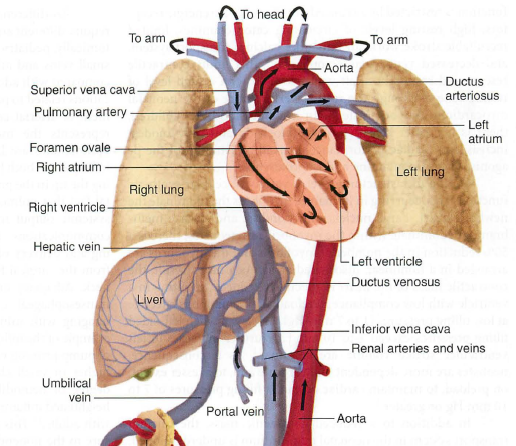 To head
To arm
To arm
Aorta
Superior vena cava
Ductus
arteriosus
Pulmonary artery
Left
atrium
Foramen ovale
Right atrium
Left lung
Right lung
Right ventricle
Hepatic vein
Left ventricle
Ductus venosus
Liver
Inferior vena cava
Renal arteries and veins
Umbilical
vein
Portal vein
Aorta